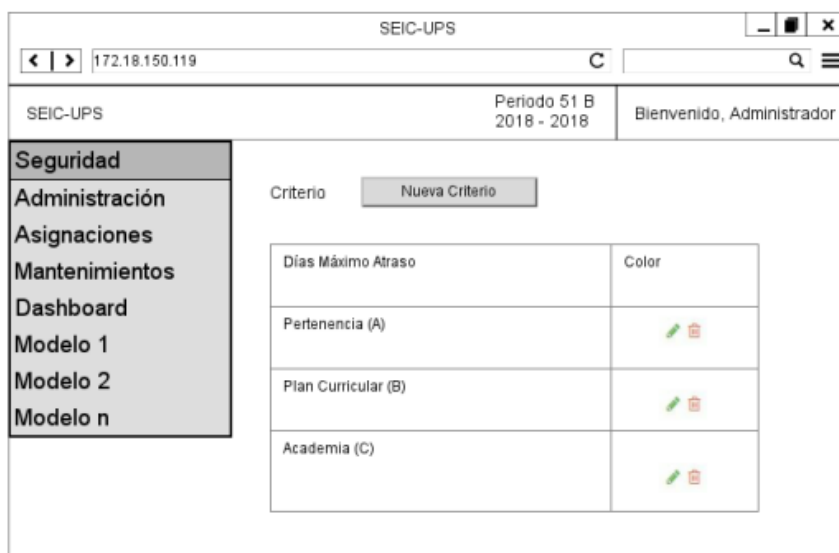 SEIC-UPS
172.18.150.119
SEIC-UPS
Periodo 51 B
2018 - 2018
Bienvenido, Administrador
Seguridad
Administración
Asignaciones
Mantenimientos
Dashboard
Modelo 1
Modelo 2
Modelo n
Criterio
Nueva Criterio
Días Máximo Atraso
Color
Pertenencia (A)
Plan Curricular (B)
Academia (C)